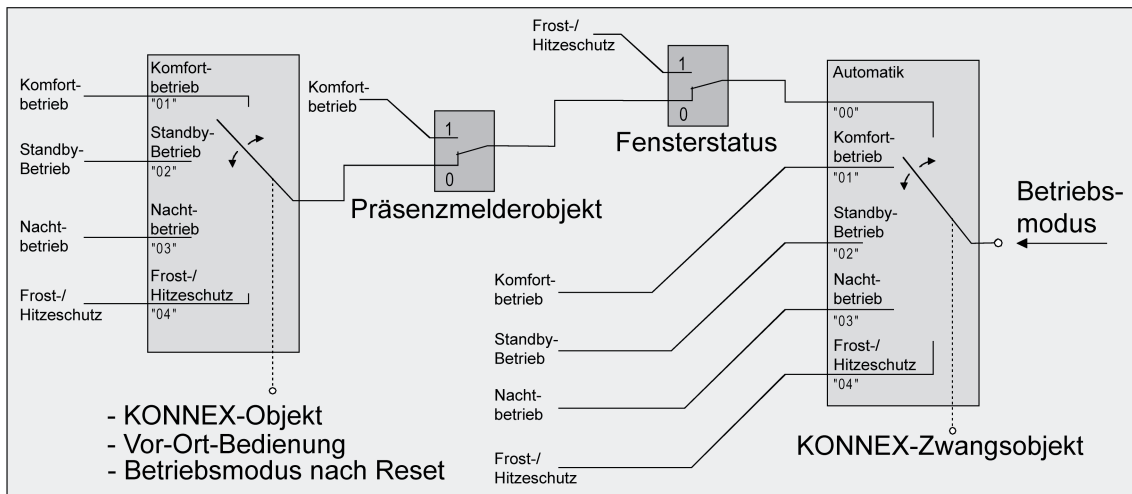 Komfort-
betrieb
Standby-
Betrieb
Nacht-
betrieb
Frost-/
Hitzeschutz
Komfort-
betrieb
"01"
Standby-
Betrieb
"02"
Nacht-
betrieb
"03"
Frost-/
Hitzeschutz
"04"
- KONNEX-Objekt
- Vor-Ort-Bedienung
- Betriebsmodus nach Reset
Komfort-
betrieb
1
0
Präsenzmelderobjekt
Frost-/
Hitzeschutz
1
0
Fensterstatus
Komfort-
betrieb
Standby-
Betrieb
Nacht-
betrieb
Frost-/
Hitzeschutz
Automatik
"00"
Komfort-
betrieb
"01"
Standby-
Betrieb
"02"
Nacht-
betrieb
"03"
Frost-/
Hitzeschutz
"04"
KONNEX-Zwangsobjekt
Betriebs-
modus